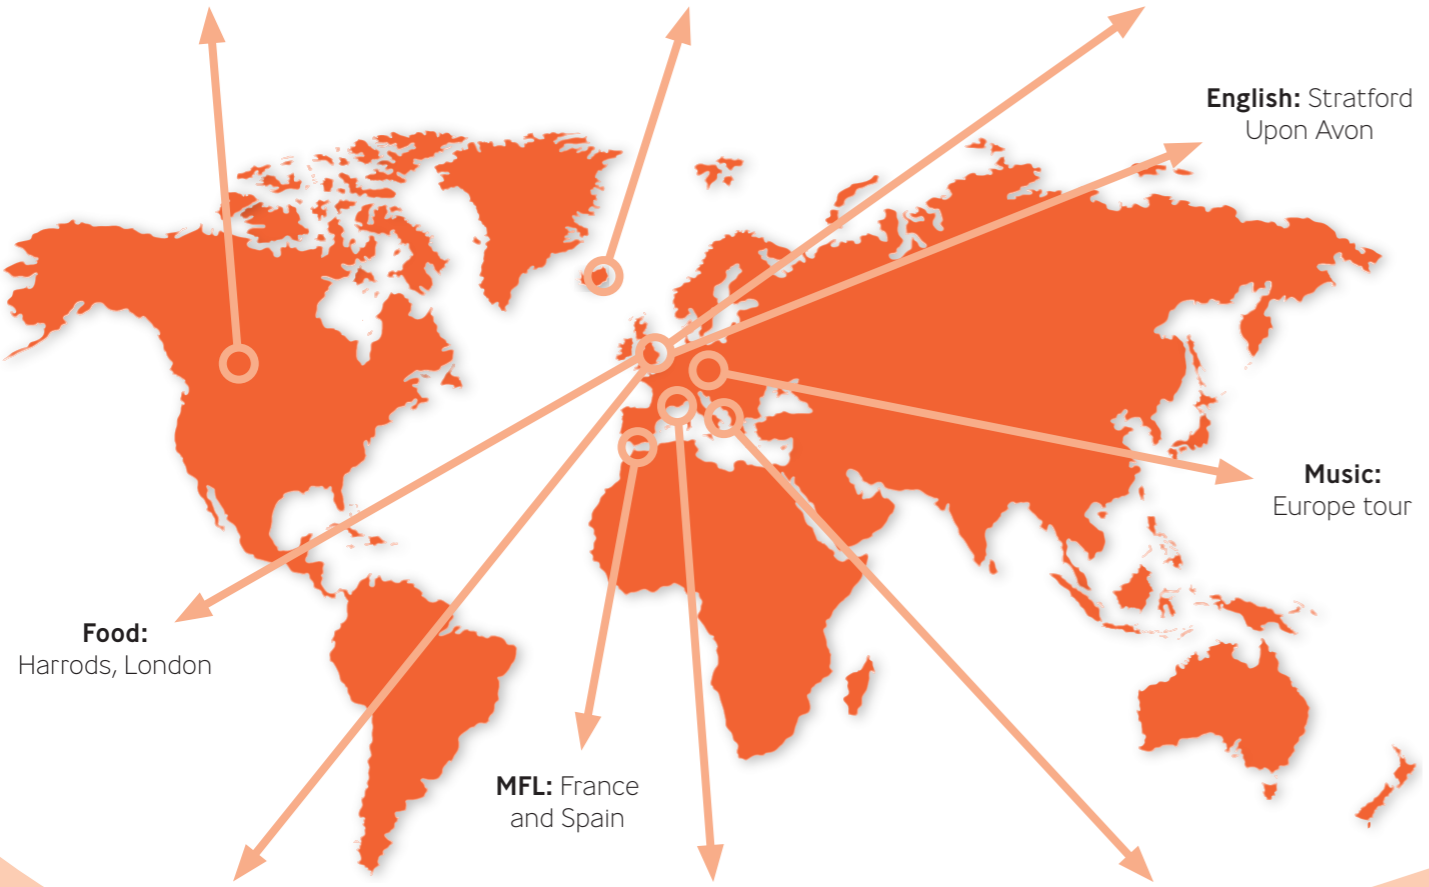 English: Stratford
Upon Avon
Music:
Europe tour
Food:
Harrods, London
MFL: France
and Spain